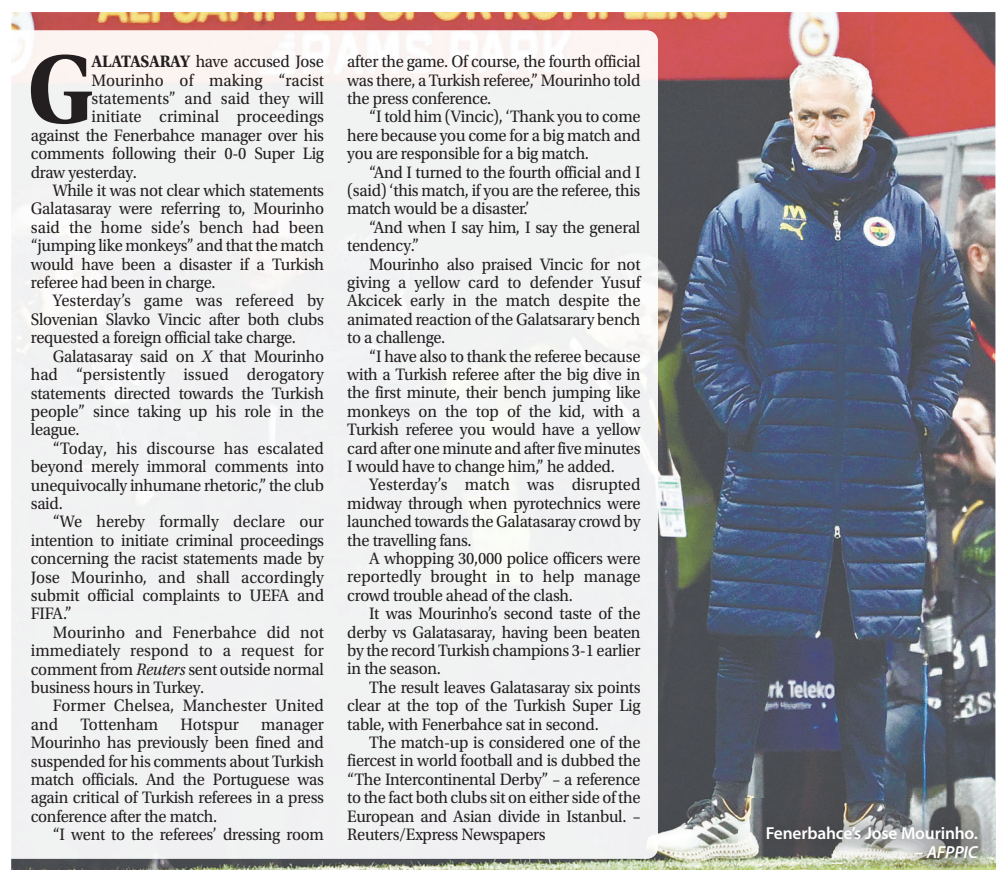 ALI SAMİ YEN SPOR KOMPLEKSİ
RAMS PARK
GALATASARAY have accused Jose
Mourinho of making “racist
statements” and said they will
initiate criminal proceedings
against the Fenerbahce manager over his
comments following their 0-0 Super Lig
draw yesterday.
While it was not clear which statements
Galatasaray were referring to, Mourinho
said the home side’s bench had been
“jumping like monkeys” and that the match
would have been a disaster if a Turkish
referee had been in charge.
Yesterday’s game was refereed by
Slovenian Slavko Vincic after both clubs
requested a foreign official take charge.
Galatasaray said on X that Mourinho
had “persistently issued derogatory
statements directed towards the Turkish
people” since taking up his role in the
league.
“Today, his discourse has escalated
beyond merely immoral comments into
unequivocally inhumane rhetoric,” the club
said.
“We hereby formally declare our
intention to initiate criminal proceedings
concerning the racist statements made by
Jose Mourinho, and shall accordingly
submit official complaints to UEFA and
FIFA.”
Mourinho and Fenerbahce did not
immediately respond to a request for
comment from Reuters sent outside normal
business hours in Turkey.
Former Chelsea, Manchester United
and Tottenham Hotspur manager
Mourinho has previously been fined and
suspended for his comments about Turkish
match officials. And the Portuguese was
again critical of Turkish referees in a press
conference after the match.
“I went to the referees’ dressing room
after the game. Of course, the fourth official
was there, a Turkish referee,” Mourinho told
the press conference.
“I told him (Vincic), ‘Thank you to come
here because you come for a big match and
you are responsible for a big match.
“And I turned to the fourth official and I
(said) ‘this match, if you are the referee, this
match would be a disaster.’
“And when I say him, I say the general
tendency.”
Mourinho also praised Vincic for not
giving a yellow card to defender Yusuf
Akcicek early in the match despite the
animated reaction of the Galatsarary bench
to a challenge.
“I have also to thank the referee because
with a Turkish referee after the big dive in
the first minute, their bench jumping like
monkeys on the top of the kid, with a
Turkish referee you would have a yellow
card after one minute and after five minutes
I would have to change him,” he added.
Yesterday’s match was disrupted
midway through when pyrotechnics were
launched towards the Galatasaray crowd by
the travelling fans.
A whopping 30,000 police officers were
reportedly brought in to help manage
crowd trouble ahead of the clash.
It was Mourinho’s second taste of the
derby vs Galatasaray, having been beaten
by the record Turkish champions 3-1 earlier
in the season.
The result leaves Galatasaray six points
clear at the top of the Turkish Super Lig
table, with Fenerbahce sat in second.
The match-up is considered one of the
fiercest in world football and is dubbed the
“The Intercontinental Derby” – a reference
to the fact both clubs sit on either side of the
European and Asian divide in Istanbul. –
Reuters/Express Newspapers
rk Teleko
31
Fenerbahce’s Jose Mourinho.
– AFPPIC